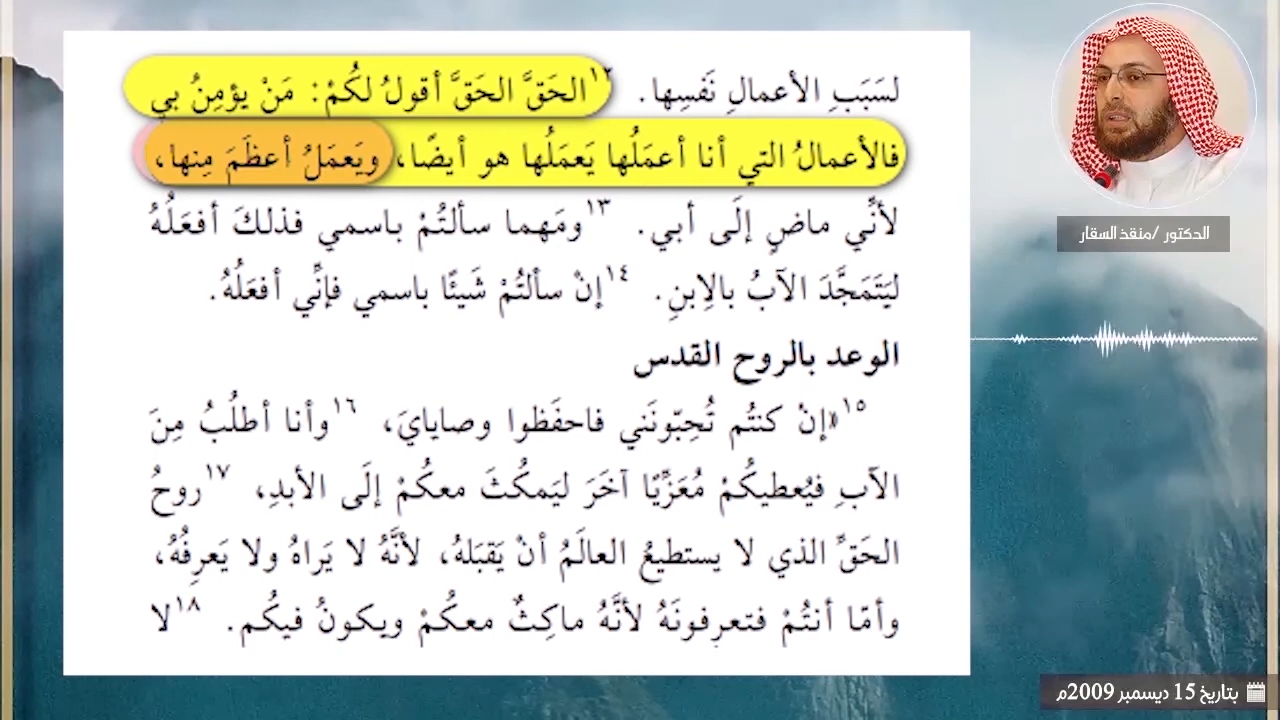 لسَبَبِ الأعمالِ نَفسِها. ١٢الحَقَّ الحَقَّ أقولُ لكُمْ: مَنْ يؤمِنُ بي
فالأعمالُ التي أنا أعمَلُها يَعمَلُها هو أيضًا، ويَعمَلُ أعظَمَ مِنها،
لأنِّي ماضٍ إلَى أبي. ١٣ومَهما سألتُمْ باسمي فذلكَ أفعَلُهُ
ليَتَمَجَّدَ الآبُ بالِابنِ. ١٤إنْ سألتُمْ شَيئًا باسمي فإنِّي أفعَلُهُ.
الوعد بالروح القدس
١٥«إنْ كنتُم تُحِبّونَني فاحفَظوا وصايايَ، ١٦وأنا أطلُبُ مِنَ
الآبِ فيُعطيكُمْ مُعَزِّيًا آخَرَ ليَمكُثَ معكُمْ إلَى الأبدِ، ١٧روحُ
الحَقِّ الذي لا يستطيعُ العالَمُ أنْ يَقبَلهُ، لأنَّهُ لا يَراهُ ولا يَعرِفُهُ،
وأمّا أنتُمْ فتعرِفونَهُ لأنَّهُ ماكِثٌ معكُمْ ويكونُ فيكُم. ١٨لا
الدكتور /منقذ السقار
بتاريخ 15 ديسمبر 2009م